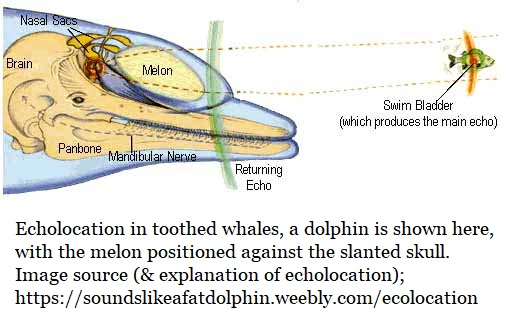 Nasal Sacs
Brain
Melon
Swim Bladder
(which produces the main echo)
Panbone
Mandibular Nerve
Returning
Echo
Echolocation in toothed whales, a dolphin is shown here,
with the melon positioned against the slanted skull.
Image source (& explanation of echolocation);
https://soundslikeafatdolphin.weebly.com/ecolocation